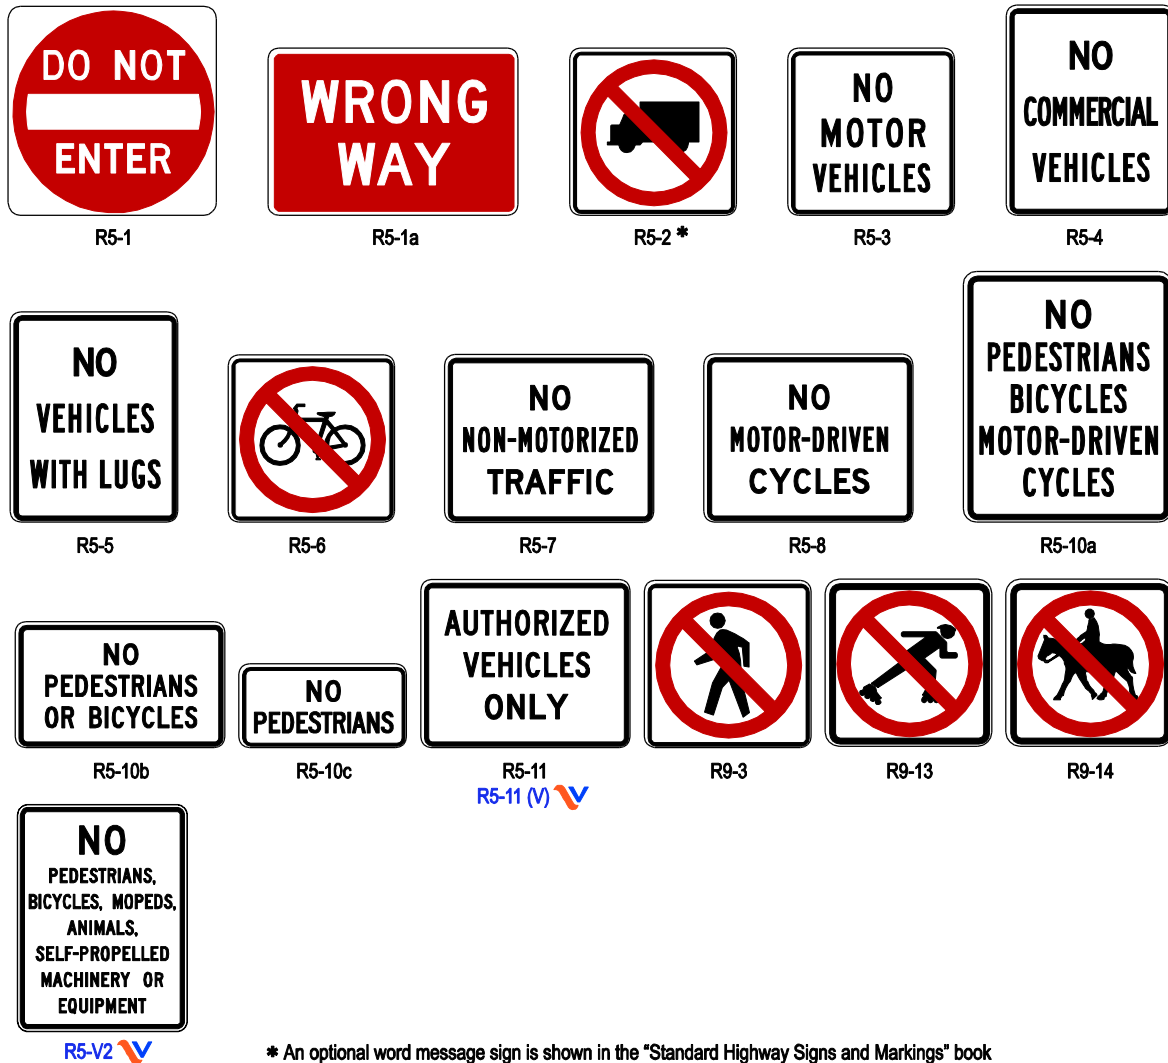 DO NOT
ENTER
R5-1
WRONG
WAY
R5-1a
R5-2 *
NO
MOTOR
VEHICLES
R5-3
NO
COMMERCIAL
VEHICLES
R5-4
NO
VEHICLES
WITH LUGS
R5-5
R5-6
NO
NON-MOTORIZED
TRAFFIC
R5-7
NO
MOTOR-DRIVEN
CYCLES
R5-8
NO
PEDESTRIANS
BICYCLES
MOTOR-DRIVEN
CYCLES
R5-10a
NO
PEDESTRIANS
OR BICYCLES
R5-10b
NO
PEDESTRIANS
R5-10c
AUTHORIZED
VEHICLES
ONLY
R5-11
R5-11 (V)
R9-3
R9-13
R9-14
NO
PEDESTRIANS,
BICYCLES, MOPEDS,
ANIMALS,
SELF-PROPELLED
MACHINERY OR
EQUIPMENT
R5-V2
* An optional word message sign is shown in the “Standard Highway Signs and Markings” book